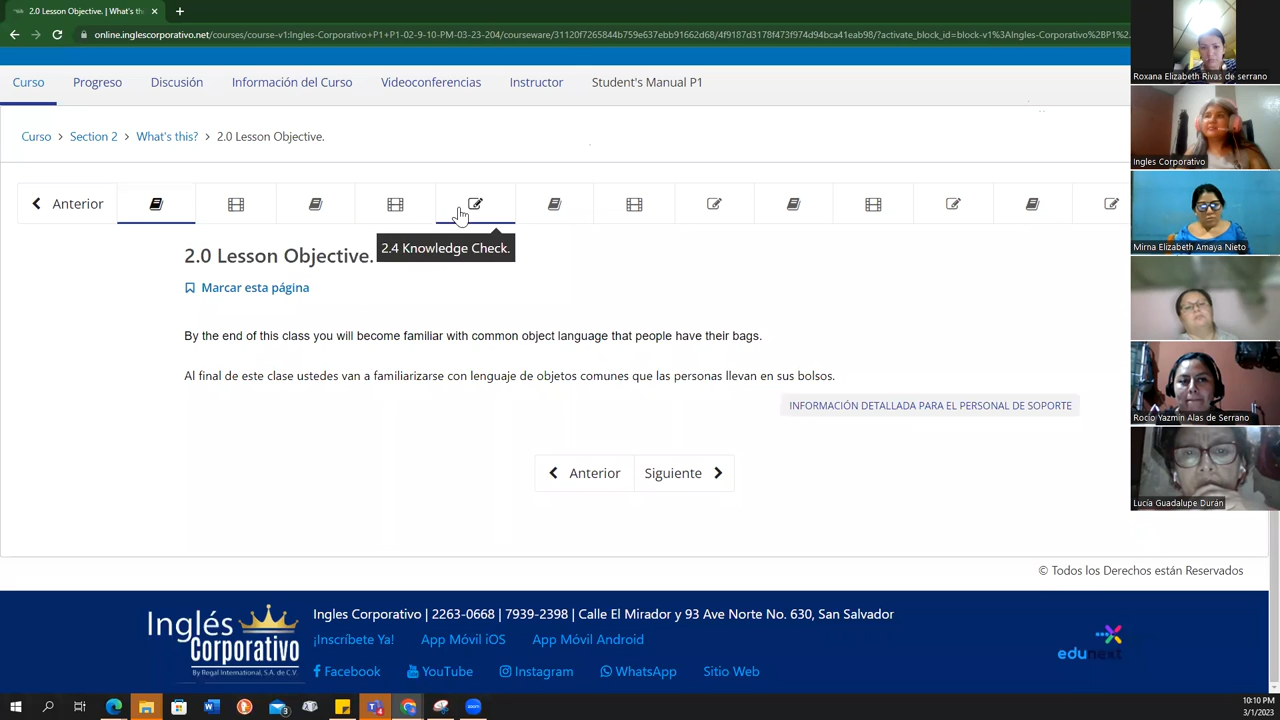 2.0 Lesson Objective. | What's th
online.inglescorporativo.net/courses/course-v1:Ingles-Corporativo+P1+P1-02-9-10-PM-03-23-204/courseware/31120f7265844b759e637ebb91662d68/4f9187d3178f473f974d94bca41eab98/?activate_block_id=block-v1%3AIngles-Corporativo%2BP1%2
Curso Progreso Discusión Información del Curso Videoconferencias Instructor Student's Manual P1
Curso > Section 2 > What's this? > 2.0 Lesson Objective.
Anterior
2.4 Knowledge Check.
2.0 Lesson Objective.
Marcar esta página
By the end of this class you will become familiar with common object language that people have their bags.
Al final de este clase ustedes van a familiarizarse con lenguaje de objetos comunes que las personas llevan en sus bolsos.
INFORMACIÓN DETALLADA PARA EL PERSONAL DE SOPORTE
Anterior Siguiente
© Todos los Derechos están Reservados
Inglés Corporativo
By Regal International, S.A. de C.V.
Ingles Corporativo | 2263-0668 | 7939-2398 | Calle El Mirador y 93 Ave Norte No. 630, San Salvador
¡Inscríbete Ya! App Móvil iOS App Móvil Android
Facebook YouTube Instagram WhatsApp Sitio Web
edunext
Roxana Elizabeth Rivas de serrano
Ingles Corporativo
Mirna Elizabeth Amaya Nieto
Rocio Yazmin Alas de Serrano
Lucía Guadalupe Durán
10:10 PM
3/1/2023